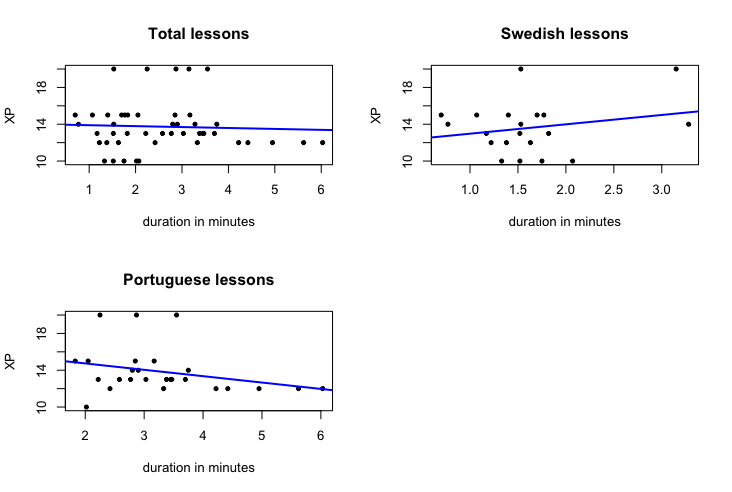 Total lessons
XP
18
14
10
1 2 3 4 5 6
duration in minutes
Swedish lessons
XP
18
14
10
1.0 1.5 2.0 2.5 3.0
duration in minutes
Portuguese lessons
XP
18
14
10
2 3 4 5 6
duration in minutes